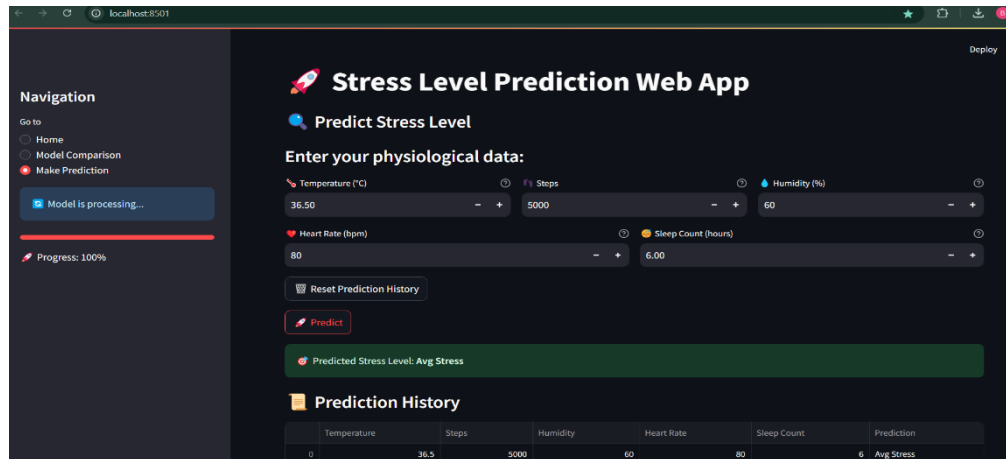 localhost:8501
Deploy
Navigation
Go to
Home
Model Comparison
Make Prediction
Model is processing...
Progress: 100%
Stress Level Prediction Web App
Predict Stress Level
Enter your physiological data:
Temperature (°C) Steps Humidity (%)
36.50 - + 5000 - + 60 - +
Heart Rate (bpm) Sleep Count (hours)
80 - + 6.00 - +
Reset Prediction History
Predict
Predicted Stress Level: Avg Stress
Prediction History
Temperature Steps Humidity Heart Rate Sleep Count Prediction
0 36.5 5000 60 80 6 Avg Stress